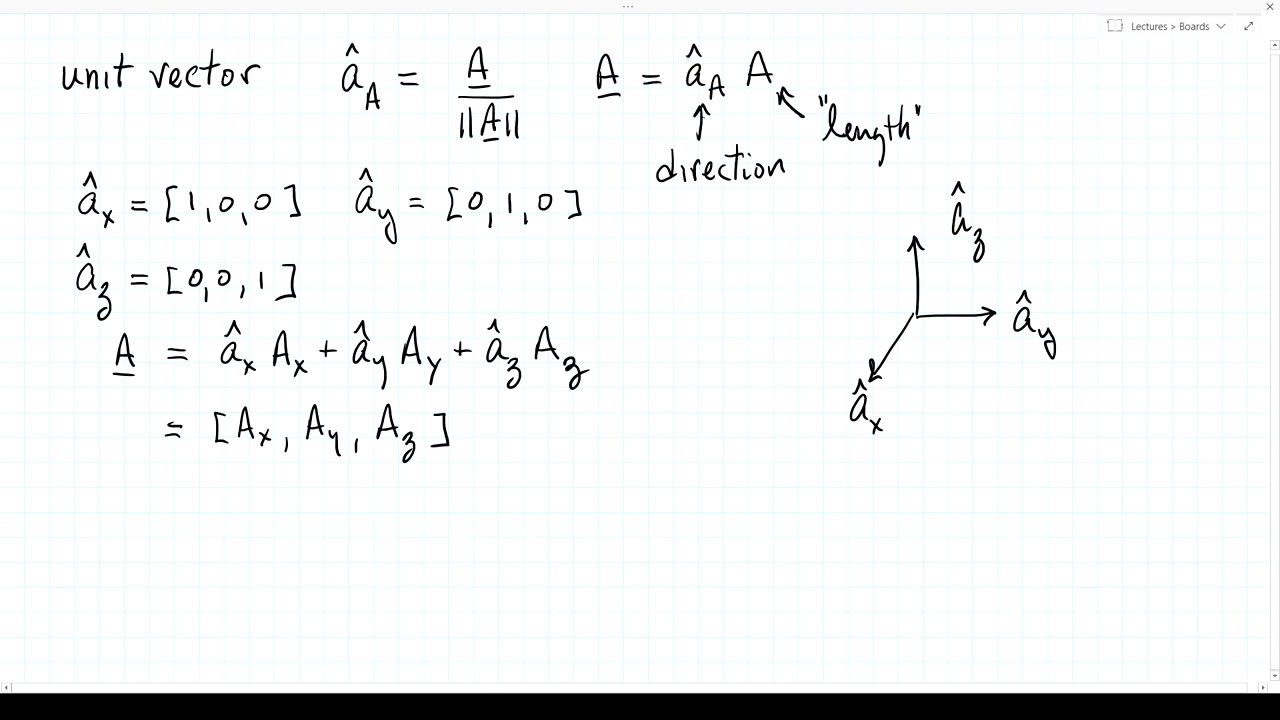 Lectures > Boards
unit vector â_A = A̲ / ||A̲|| A̲ = â_A A
direction "length"
â_x = [1,0,0] â_y = [0,1,0]
â_z = [0,0,1]
A̲ = â_x A_x + â_y A_y + â_z A_z
= [A_x, A_y, A_z]
â_z
â_y
â_x